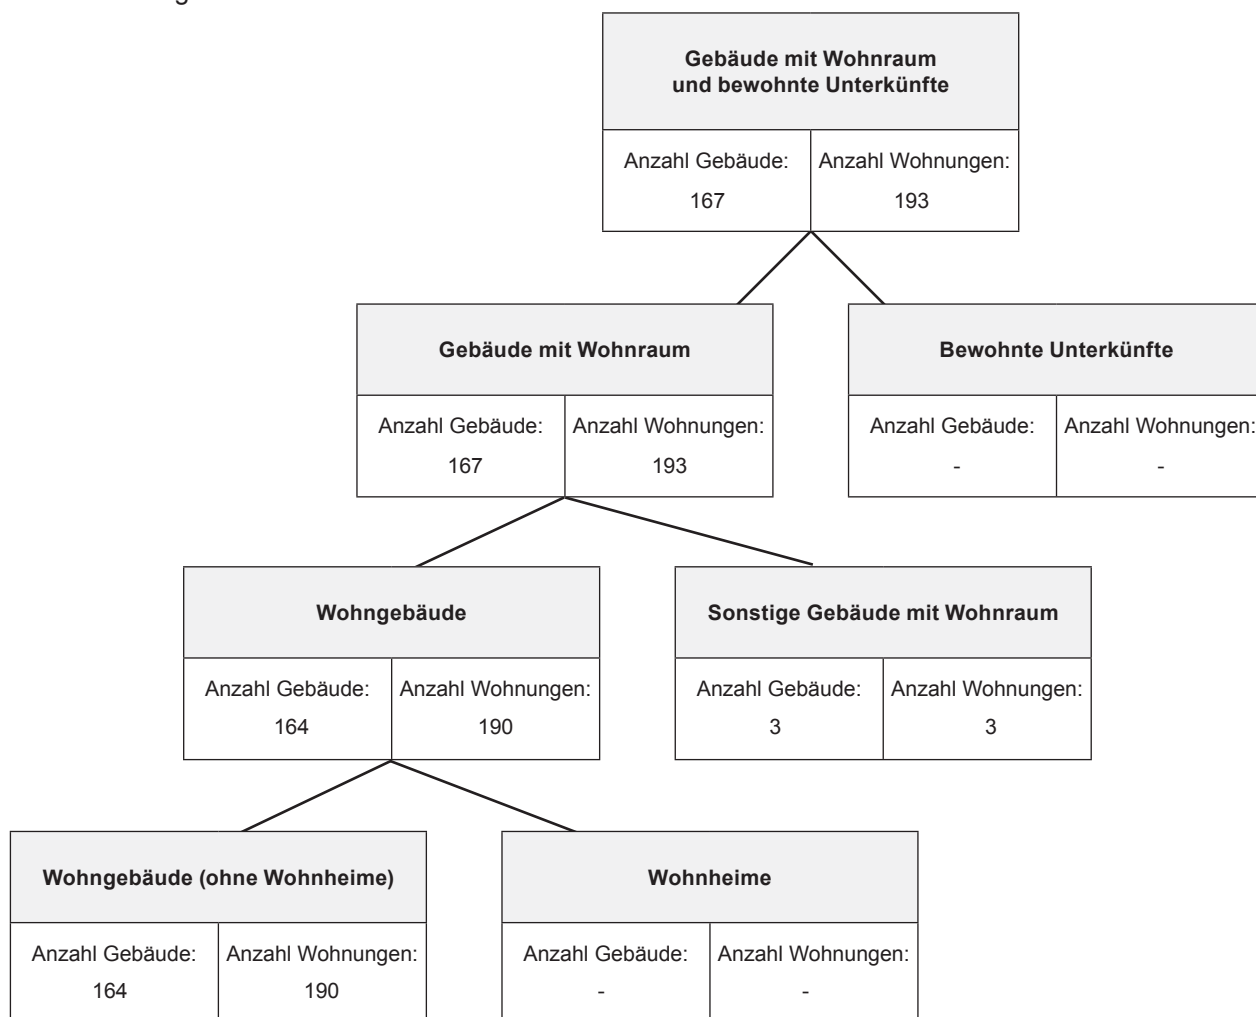 Gebäude mit Wohnraum
und bewohnte Unterkünfte
Anzahl Gebäude:
Anzahl Wohnungen:
167
193
Gebäude mit Wohnraum
Bewohnte Unterkünfte
Anzahl Gebäude:
Anzahl Wohnungen:
Anzahl Gebäude:
Anzahl Wohnungen:
167
193
-
-
Wohngebäude
Sonstige Gebäude mit Wohnraum
Anzahl Gebäude:
Anzahl Wohnungen:
Anzahl Gebäude:
Anzahl Wohnungen:
164
190
3
3
Wohngebäude (ohne Wohnheime)
Wohnheime
Anzahl Gebäude:
Anzahl Wohnungen:
Anzahl Gebäude:
Anzahl Wohnungen:
164
190
-
-